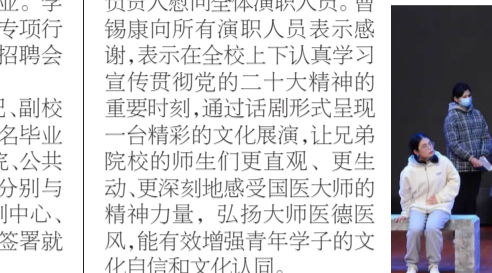 业。学
专项行
招聘会
记、副校
名毕业
院、公共
分别与
训中心、
签署就
负责人慰问全体演职人员。曹
锡康向所有演职人员表示感
谢,表示在全校上下认真学习
宣传贯彻党的二十大精神的
重要时刻,通过话剧形式呈现
一台精彩的文化展演,让兄弟
院校的师生们更直观、更生
动、更深刻地感受国医大师的
精神力量，弘扬大师医德医
风,能有效增强青年学子的文
化自信和文化认同。